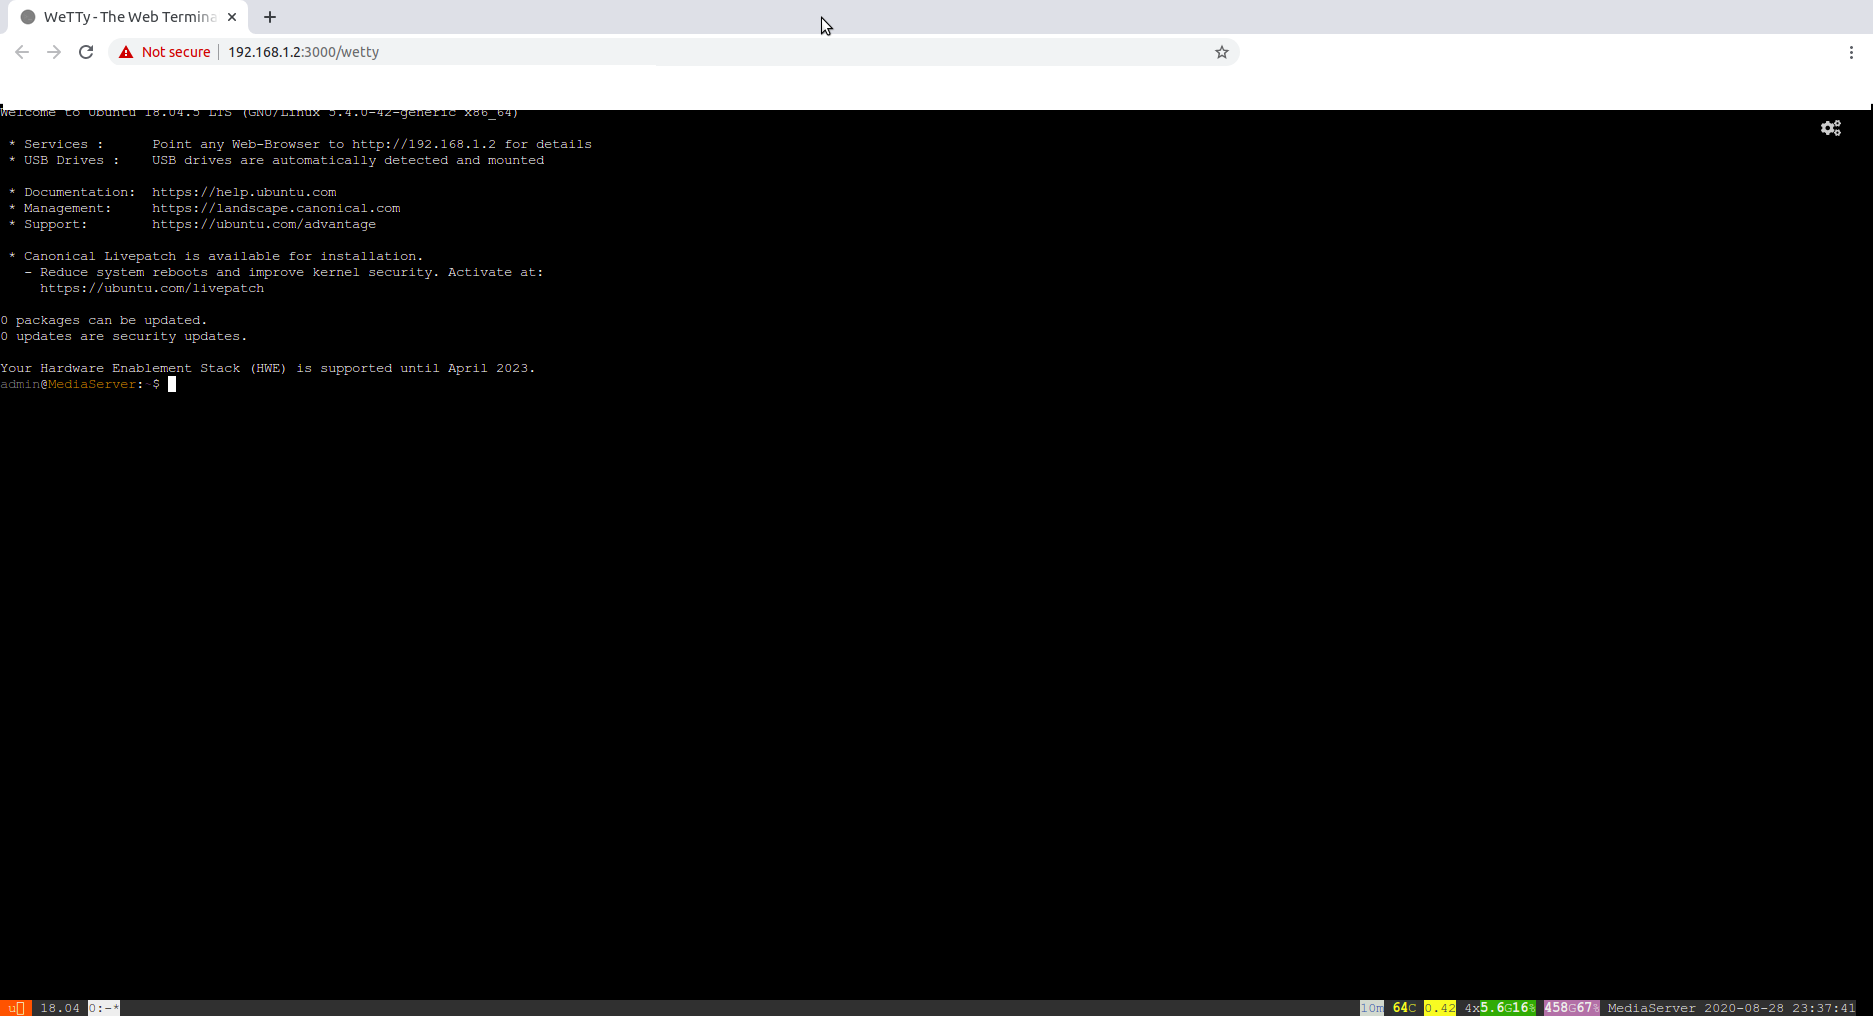 WeTTy - The Web Termina
Not secure 192.168.1.2:3000/wetty
Welcome to Ubuntu 18.04.5 LTS (GNU/Linux 5.4.0-42-generic x86_64)
* Services : Point any Web-Browser to http://192.168.1.2 for details
* USB Drives : USB drives are automatically detected and mounted
* Documentation: https://help.ubuntu.com
* Management: https://landscape.canonical.com
* Support: https://ubuntu.com/advantage
* Canonical Livepatch is available for installation.
- Reduce system reboots and improve kernel security. Activate at:
https://ubuntu.com/livepatch
0 packages can be updated.
0 updates are security updates.
Your Hardware Enablement Stack (HWE) is supported until April 2023.
admin@MediaServer:~$
u 18.04 0:-* 10m 64C 0.42 4x5.6G16% 458G67% MediaServer 2020-08-28 23:37:41